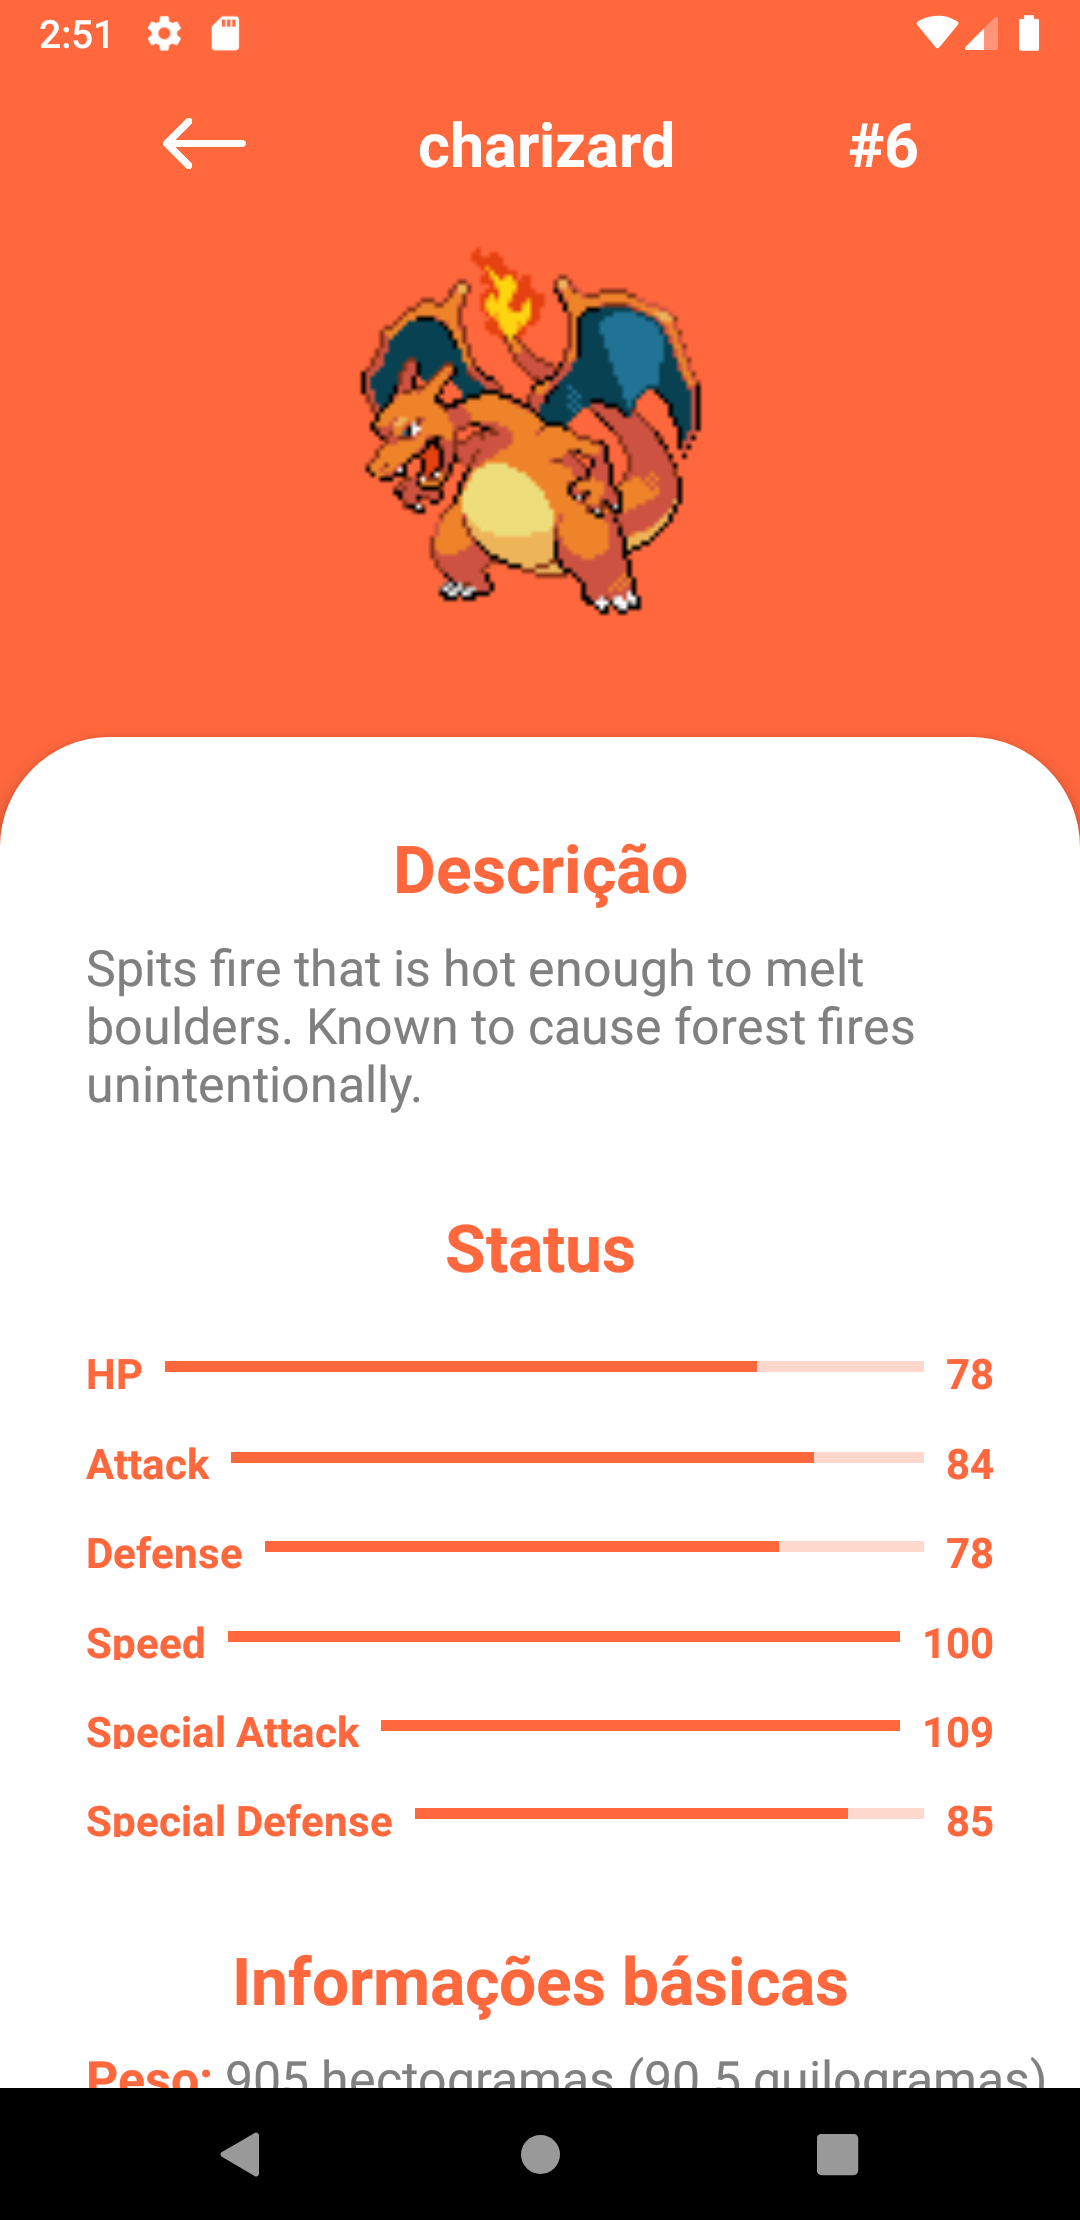 2:51
charizard #6
Descrição
Spits fire that is hot enough to melt
boulders. Known to cause forest fires
unintentionally.
Status
HP 78
Attack 84
Defense 78
Speed 100
Special Attack 109
Special Defense 85
Informações básicas
Peso: 905 hectogramas (90.5 quilogramas)